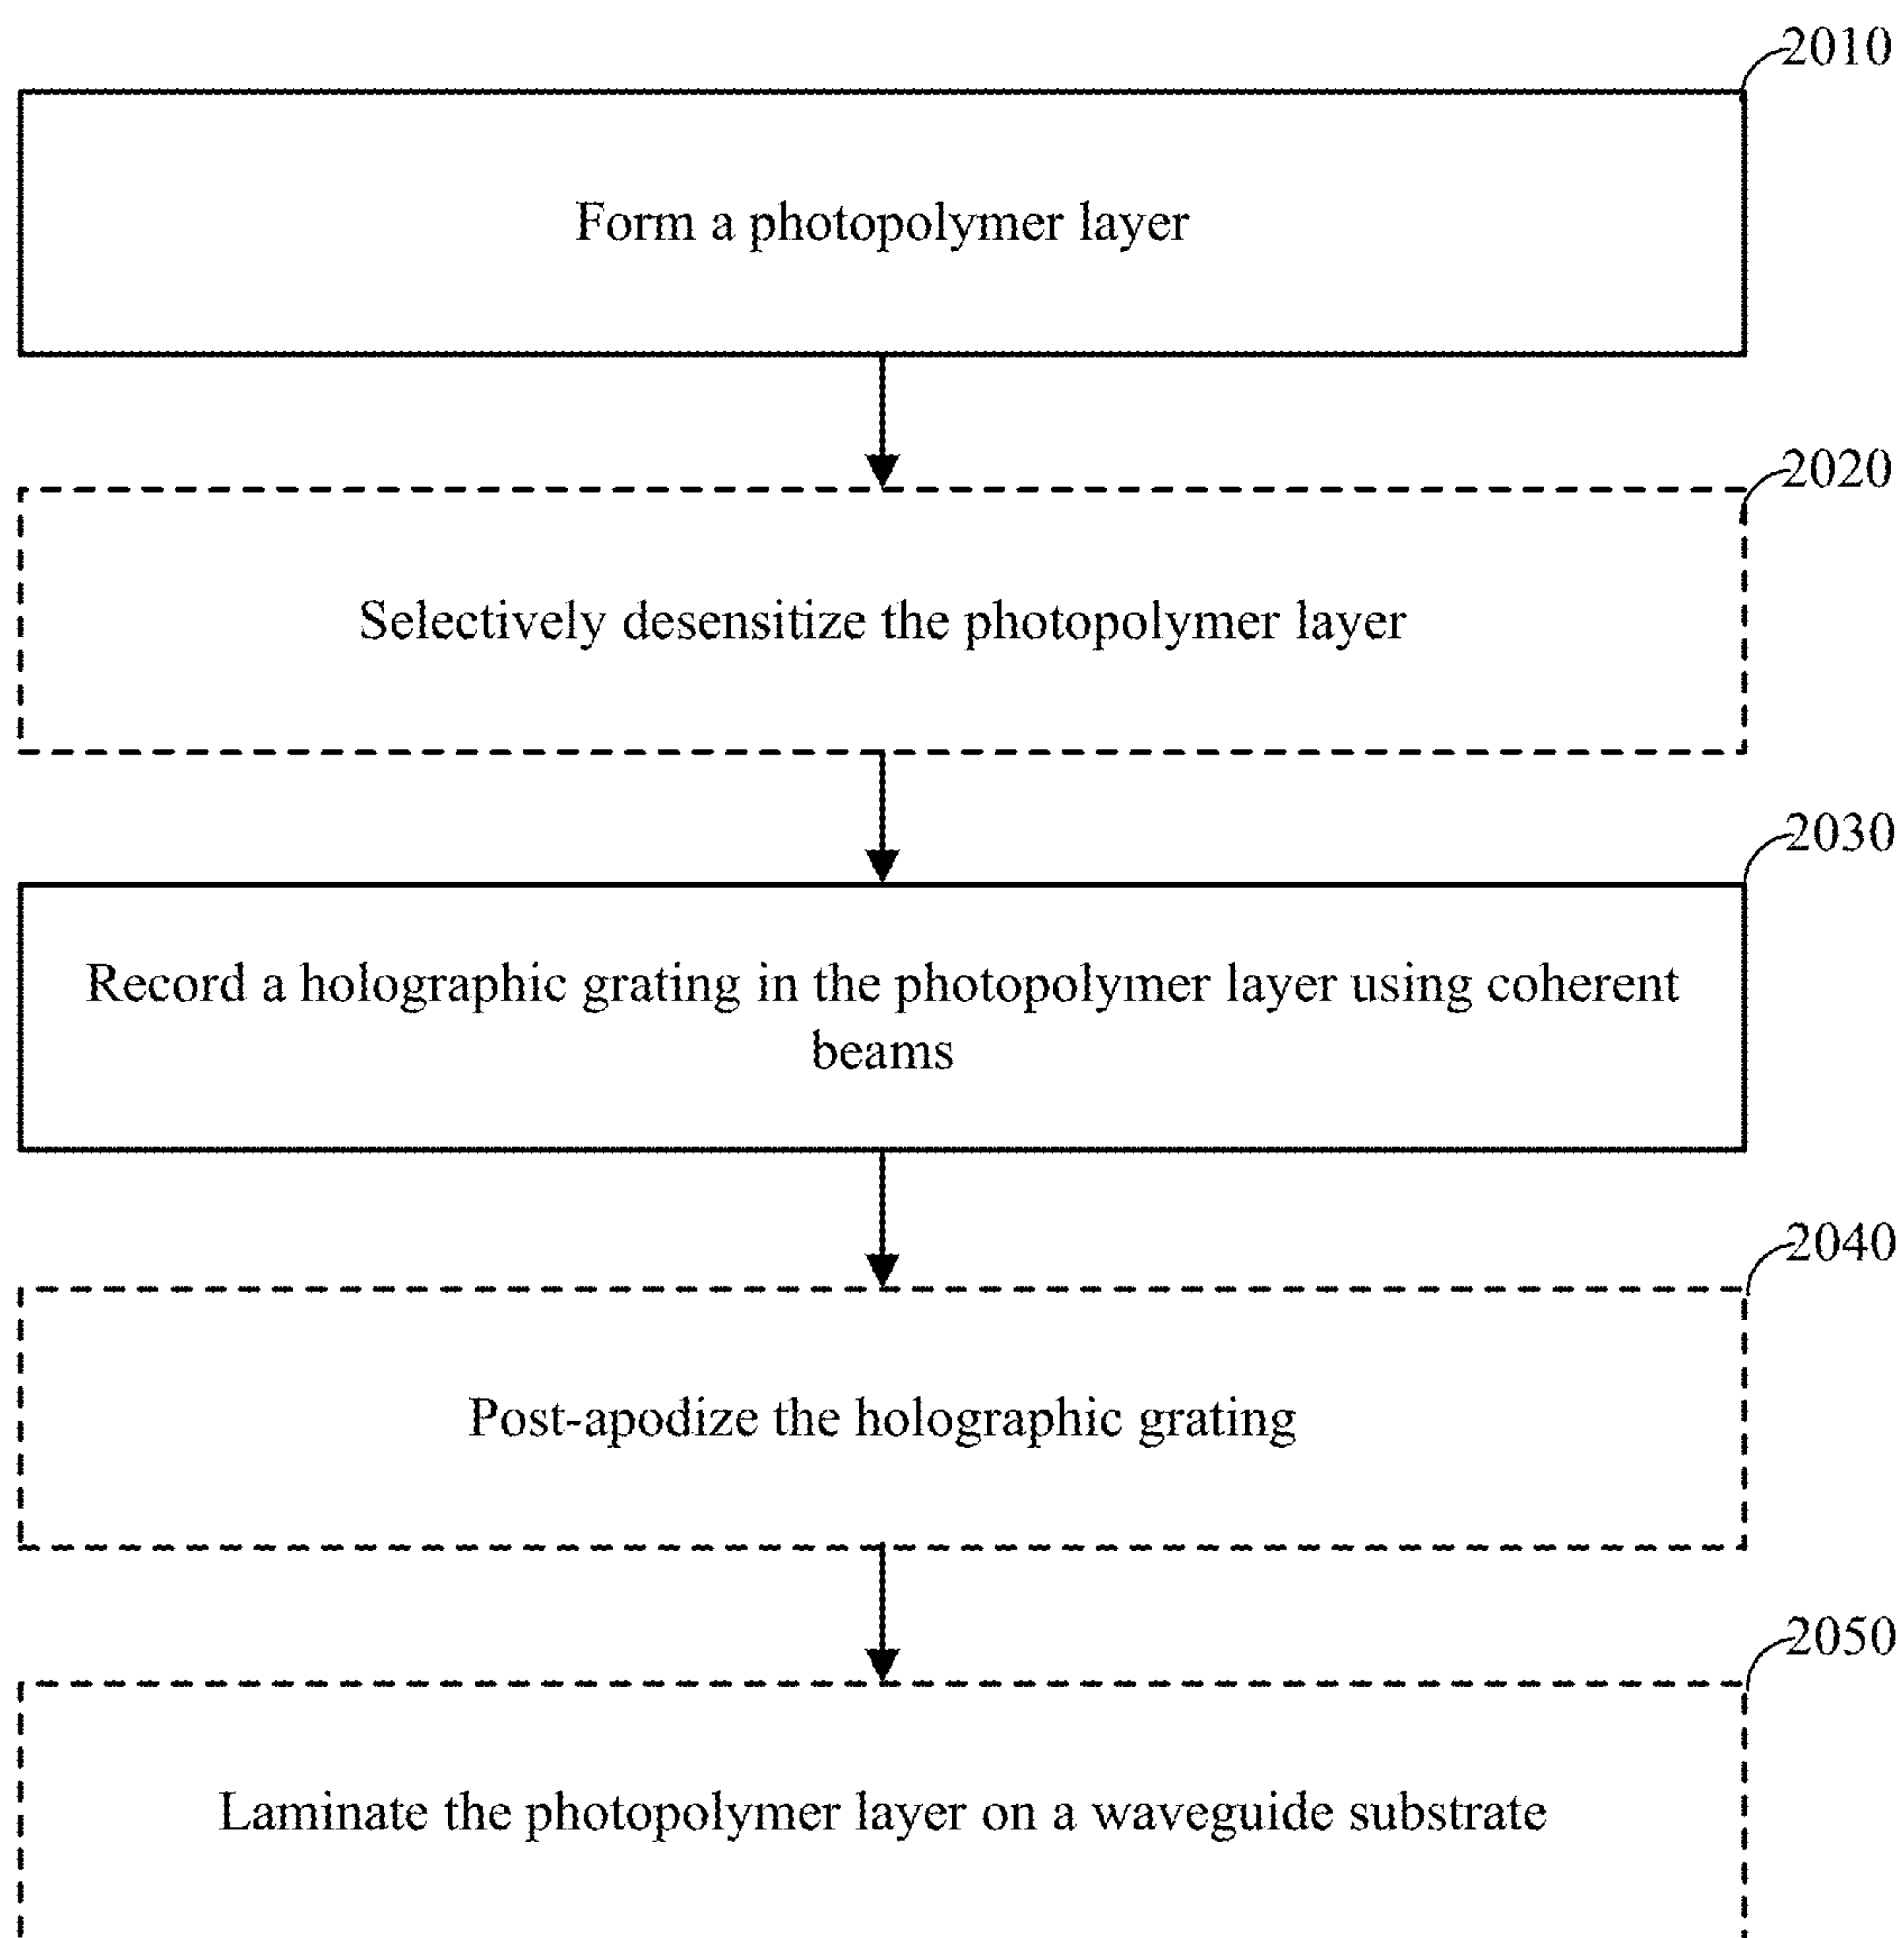 2010
Form a photopolymer layer
2020
Selectively desensitize the photopolymer layer
2030
Record a holographic grating in the photopolymer layer using coherent
beams
2040
Post-apodize the holographic grating
2050
Laminate the photopolymer layer on a waveguide substrate